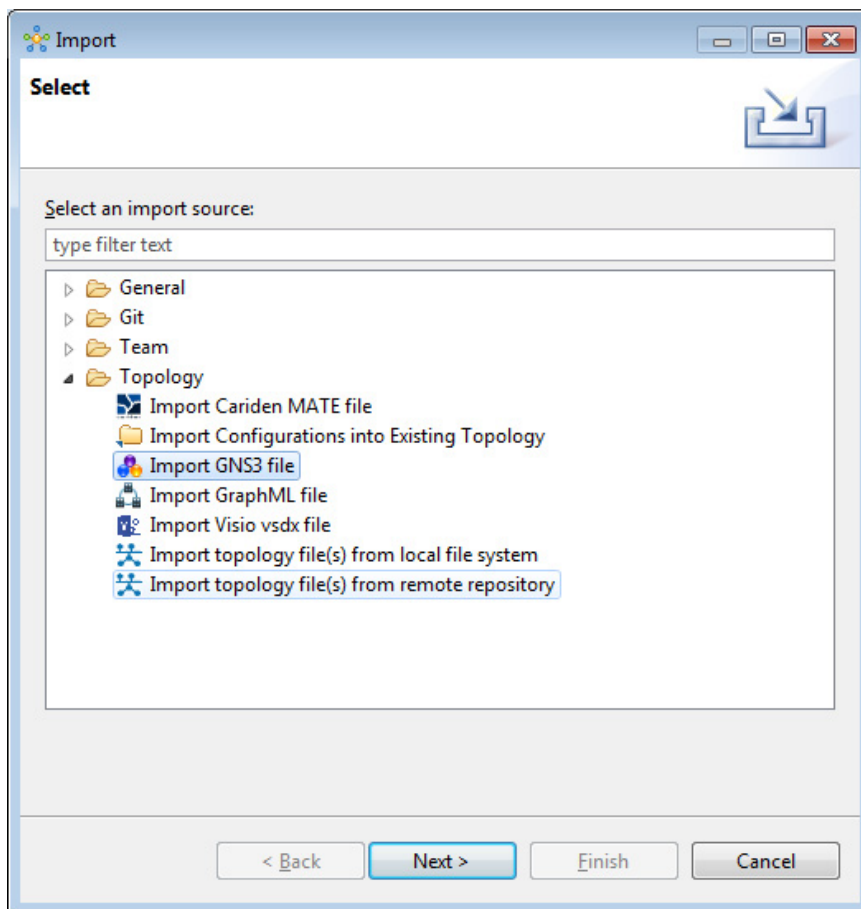 Import
Select
Select an import source:
type filter text
General
Git
Team
Topology
Import Cariden MATE file
Import Configurations into Existing Topology
Import GNS3 file
Import GraphML file
Import Visio vsdx file
Import topology file(s) from local file system
Import topology file(s) from remote repository
< Back Next > Finish Cancel